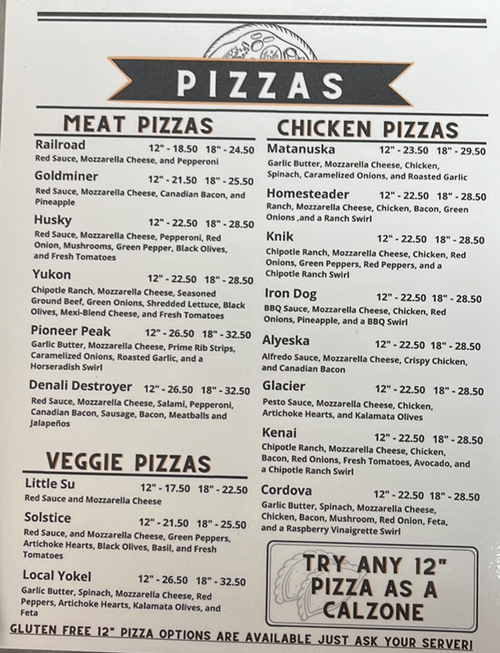 PIZZAS
MEAT PIZZAS
Railroad 12" - 18.50 18" - 24.50
Red Sauce, Mozzarella Cheese, and Pepperoni
Goldminer 12" - 21.50 18" - 25.50
Red Sauce, Mozzarella Cheese, Canadian Bacon, and
Pineapple
Husky 12" - 22.50 18" - 28.50
Red Sauce, Mozzarella Cheese, Pepperoni, Red
Onion, Mushrooms, Green Pepper, Black Olives,
and Fresh Tomatoes
Yukon 12" - 22.50 18" - 28.50
Chipotle Ranch, Mozzarella Cheese, Seasoned
Ground Beef, Green Onions, Shredded Lettuce, Black
Olives, Mexi-Blend Cheese, and Fresh Tomatoes
Pioneer Peak 12" - 26.50 18" - 32.50
Garlic Butter, Mozzarella Cheese, Prime Rib Strips,
Caramelized Onions, Roasted Garlic, and a
Horseradish Swirl
Denali Destroyer 12" - 26.50 18" - 32.50
Red Sauce, Mozzarella Cheese, Salami, Pepperoni,
Canadian Bacon, Sausage, Bacon, Meatballs and
Jalapeños
VEGGIE PIZZAS
Little Su 12" - 17.50 18" - 22.50
Red Sauce and Mozzarella Cheese
Solstice 12" - 21.50 18" - 25.50
Red Sauce, and Mozzarella Cheese, Green Peppers,
Artichoke Hearts, Black Olives, Basil, and Fresh
Tomatoes
Local Yokel 12" - 26.50 18" - 32.50
Garlic Butter, Spinach, Mozzarella Cheese, Red
Peppers, Artichoke Hearts, Kalamata Olives, and
Feta
CHICKEN PIZZAS
Matanuska 12" - 23.50 18" - 29.50
Garlic Butter, Mozzarella Cheese, Chicken,
Spinach, Caramelized Onions, and Roasted Garlic
Homesteader 12" - 22.50 18" - 28.50
Ranch, Mozzarella Cheese, Chicken, Bacon, Green
Onions ,and a Ranch Swirl
Knik 12" - 22.50 18" - 28.50
Chipotle Ranch, Mozzarella Cheese, Chicken, Red
Onions, Green Peppers, Red Peppers, and a
Chipotle Ranch Swirl
Iron Dog 12" - 22.50 18" - 28.50
BBQ Sauce, Mozzarella Cheese, Chicken, Red
Onions, Pineapple, and a BBQ Swirl
Alyeska 12" - 22.50 18" - 28.50
Alfredo Sauce, Mozzarella Cheese, Crispy Chicken,
and Canadian Bacon
Glacier 12" - 22.50 18" - 28.50
Pesto Sauce, Mozzarella Cheese, Chicken,
Artichoke Hearts, and Kalamata Olives
Kenai 12" - 22.50 18" - 28.50
Chipotle Ranch, Mozzarella Cheese, Chicken,
Bacon, Red Onions, Fresh Tomatoes, Avocado, and
a Chipotle Ranch Swirl
Cordova 12" - 22.50 18" - 28.50
Garlic Butter, Spinach, Mozzarella Cheese,
Chicken, Bacon, Mushroom, Red Onion, Feta,
and a Raspberry Vinaigrette Swirl
TRY ANY 12"
PIZZA AS A
CALZONE
GLUTEN FREE 12" PIZZA OPTIONS ARE AVAILABLE JUST ASK YOUR SERVER!